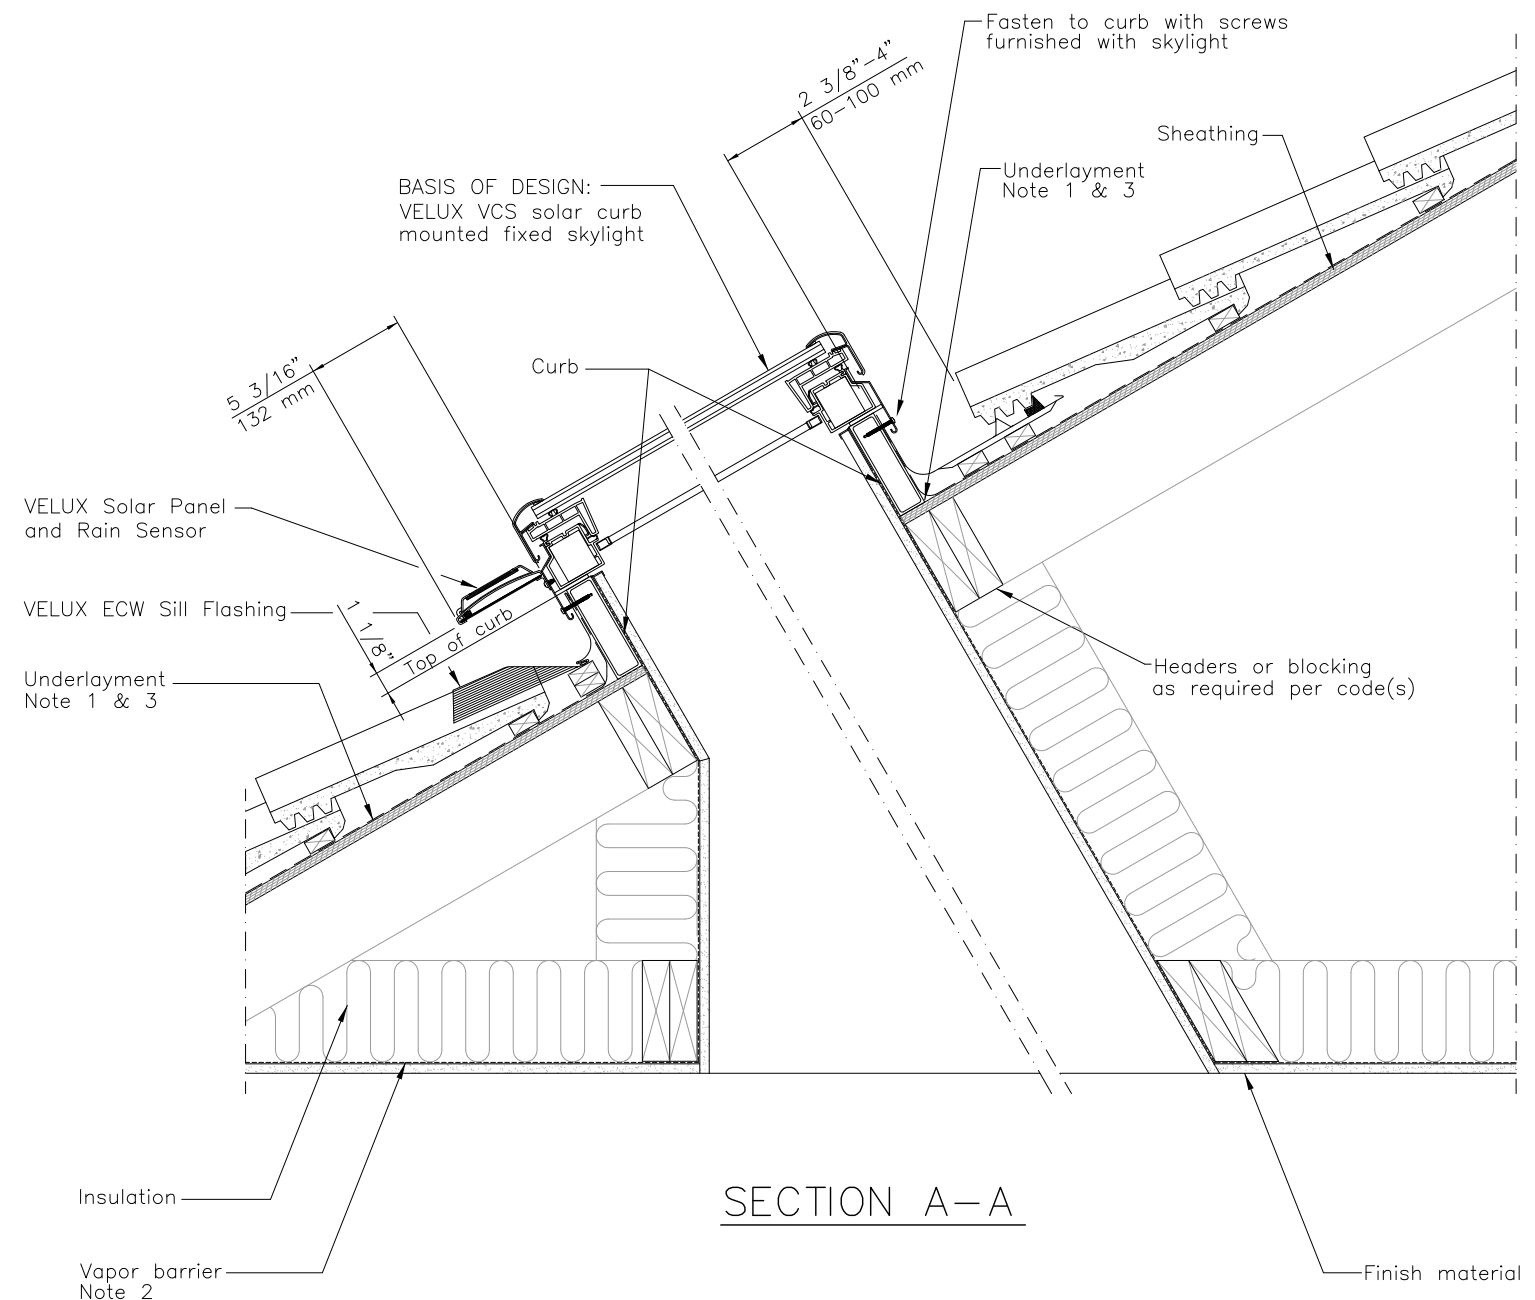 Fasten to curb with screws
furnished with skylight
2 3/8"-4"
60-100 mm
Sheathing
Underlayment
Note 1 & 3
BASIS OF DESIGN:
VELUX VCS solar curb
mounted fixed skylight
5 3/16"
132 mm
Curb
VELUX Solar Panel
and Rain Sensor
VELUX ECW Sill Flashing
1 1/8"
Top of curb
Underlayment
Note 1 & 3
Headers or blocking
as required per code(s)
Insulation
SECTION A-A
Vapor barrier
Note 2
Finish material